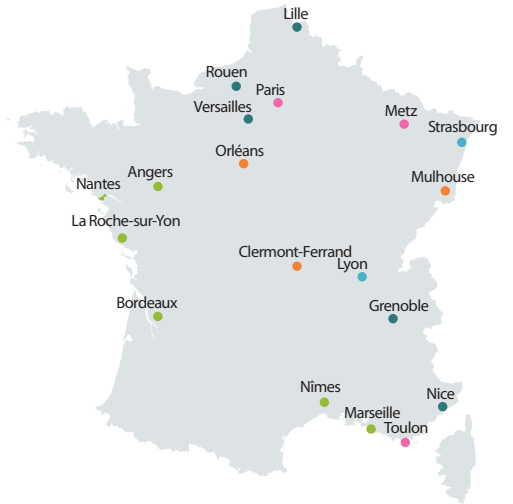 Lille
Rouen
Paris
Versailles
Metz
Strasbourg
Orléans
Angers
Mulhouse
Nantes
La Roche-sur-Yon
Clermont-Ferrand
Lyon
Bordeaux
Grenoble
Nîmes
Nice
Marseille
Toulon